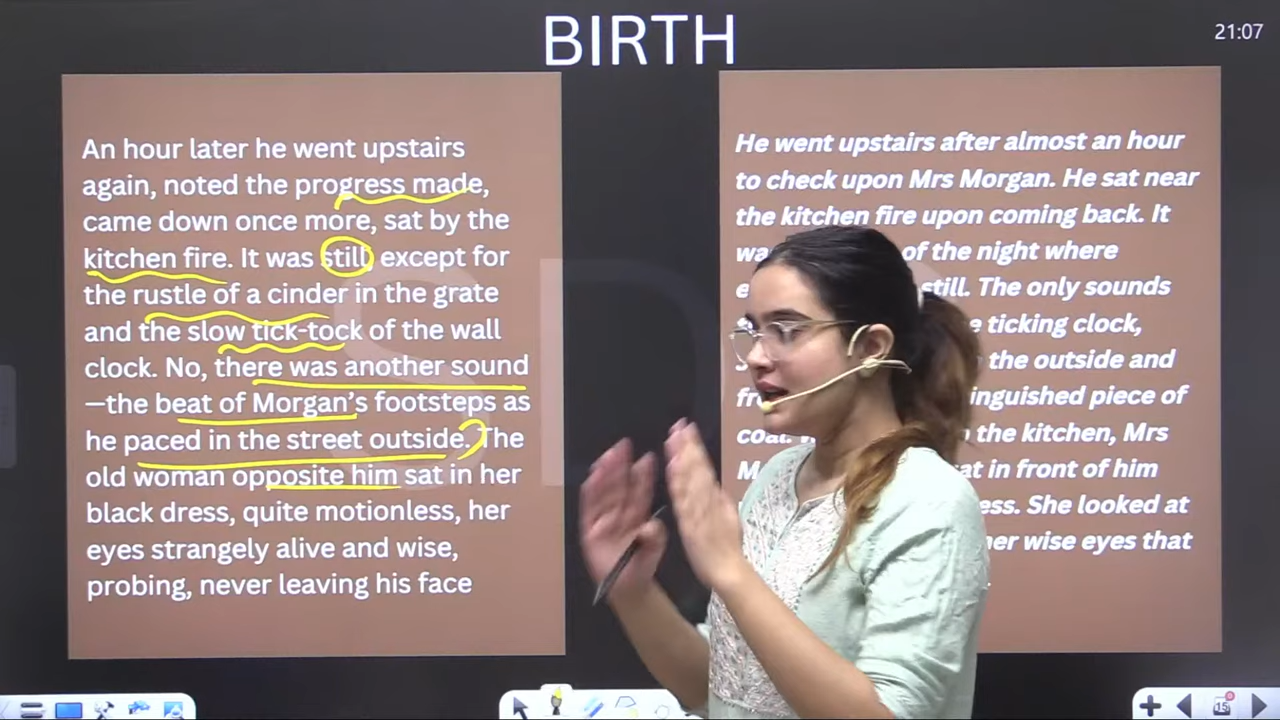 BIRTH
21:07
An hour later he went upstairs
again, noted the progress made,
came down once more, sat by the
kitchen fire. It was still, except for
the rustle of a cinder in the grate
and the slow tick-tock of the wall
clock. No, there was another sound
—the beat of Morgan's footsteps as
he paced in the street outside. The
old woman opposite him sat in her
black dress, quite motionless, her
eyes strangely alive and wise,
probing, never leaving his face
He went upstairs after almost an hour
to check upon Mrs Morgan. He sat near
the kitchen fire upon coming back. It
of the night where
still. The only sounds
ticking clock,
the outside and
piece of
the kitchen, Mrs
in front of him
She looked at
wise eyes that
15